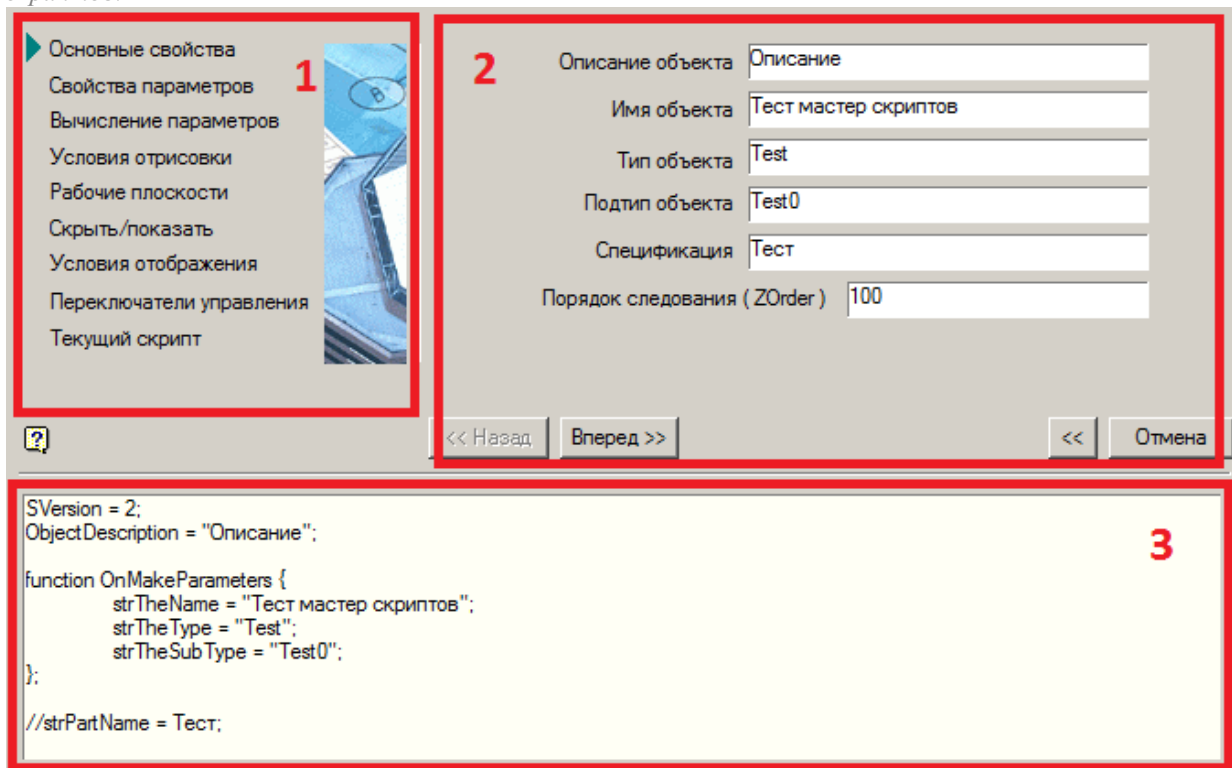 Основные свойства
Свойства параметров
Вычисление параметров
Условия отрисовки
Рабочие плоскости
Скрыть/показать
Условия отображения
Переключатели управления
Текущий скрипт
1
B
2
Описание объекта Описание
Имя объекта Тест мастер скриптов
Тип объекта Test
Подтип объекта Test0
Спецификация Тест
Порядок следования ( ZOrder ) 100
?
<< Назад Вперед >> << Отмена
3
SVersion = 2;
ObjectDescription = "Описание";
function OnMakeParameters {
strTheName = "Тест мастер скриптов";
strTheType = "Test";
strTheSubType = "Test0";
};
//strPartName = Тест;